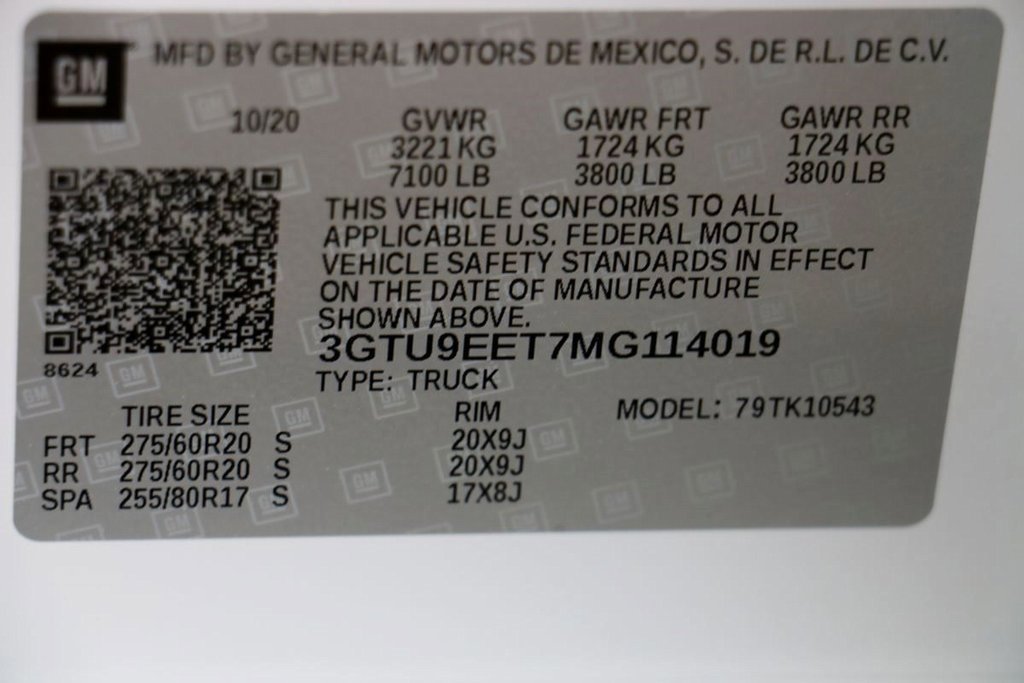 GM MFD BY GENERAL MOTORS DE MEXICO, S. DE R.L. DE C.V.
10/20 GVWR GAWR FRT GAWR RR
3221 KG 1724 KG 1724 KG
7100 LB 3800 LB 3800 LB
THIS VEHICLE CONFORMS TO ALL
APPLICABLE U.S. FEDERAL MOTOR
VEHICLE SAFETY STANDARDS IN EFFECT
ON THE DATE OF MANUFACTURE
SHOWN ABOVE.
3GTU9EET7MG114019
8624
TYPE: TRUCK
TIRE SIZE RIM MODEL: 79TK10543
FRT 275/60R20 S 20X9J
RR 275/60R20 S 20X9J
SPA 255/80R17 S 17X8J